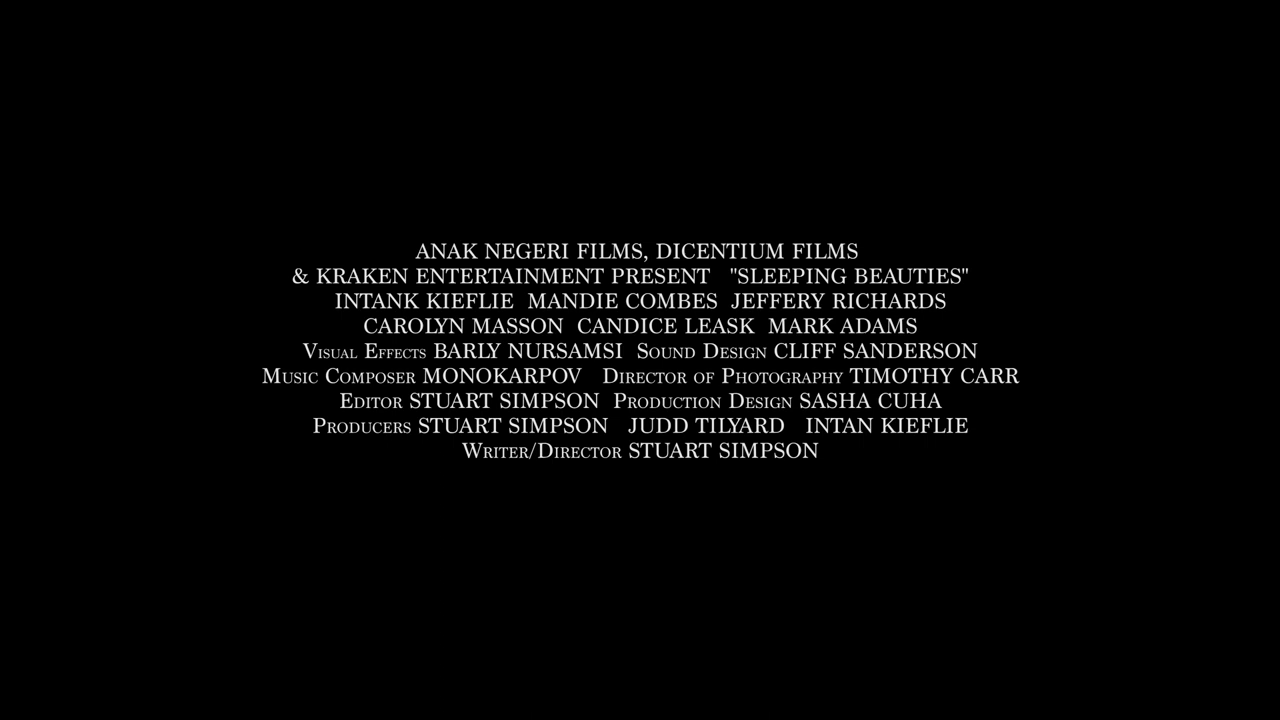 ANAK NEGERI FILMS, DICENTIUM FILMS
& KRAKEN ENTERTAINMENT PRESENT "SLEEPING BEAUTIES"
INTANK KIEFLIE MANDIE COMBES JEFFERY RICHARDS
CAROLYN MASSON CANDICE LEASK MARK ADAMS
Visual Effects BARLY NURSAMSI Sound Design CLIFF SANDERSON
Music Composer MONOKARPOV Director of Photography TIMOTHY CARR
Editor STUART SIMPSON Production Design SASHA CUHA
Producers STUART SIMPSON JUDD TILYARD INTAN KIEFLIE
Writer/Director STUART SIMPSON